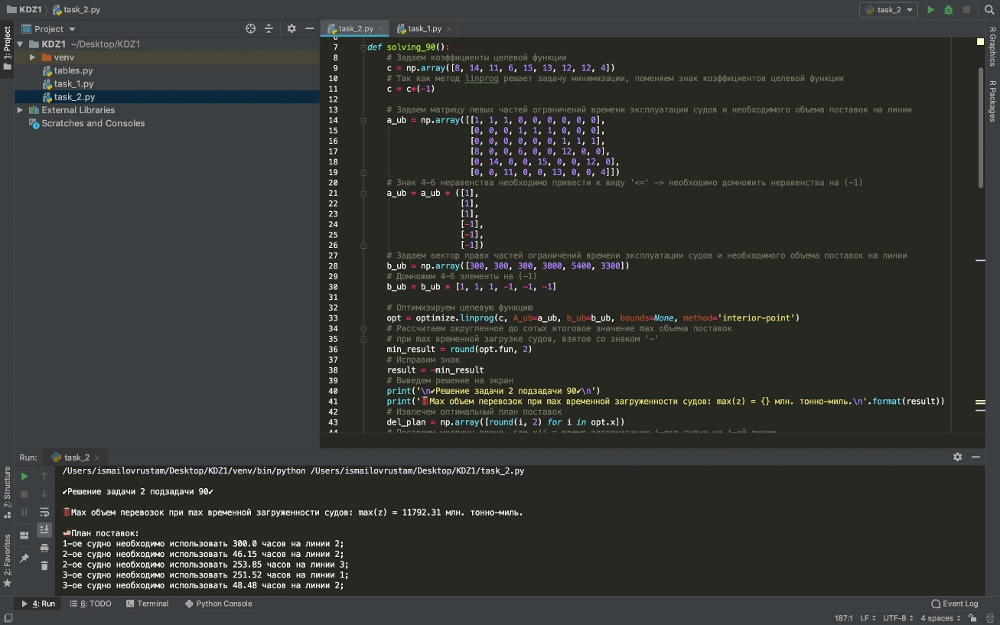 KDZ1 task_2.py
task_2
1: Project
Project
KDZ1 ~/Desktop/KDZ1
venv
tables.py
task_1.py
task_2.py
External Libraries
Scratches and Consoles
task_2.py task_1.py
7 def solving_90():
8 # Задаем коэффициенты целевой функции
9 c = np.array([8, 14, 11, 6, 15, 13, 12, 12, 4])
10 # Так как метод linprog решает задачу минимизации, поменяем знак коэффициентов целевой функции
11 c = c*(-1)
12
13 # Задаем матрицу левых частей ограничений времени эксплуатации судов и необходимого объема поставок на линии
14 a_ub = np.array([[1, 1, 1, 0, 0, 0, 0, 0, 0],
15 [0, 0, 0, 1, 1, 1, 0, 0, 0],
16 [0, 0, 0, 0, 0, 0, 1, 1, 1],
17 [8, 0, 0, 6, 0, 0, 12, 0, 0],
18 [0, 14, 0, 0, 15, 0, 0, 12, 0],
19 [0, 0, 11, 0, 0, 13, 0, 0, 4]])
20 # Знак 4-6 неравенства необходимо привести к виду '<=' -> необходимо домножить неравенства на (-1)
21 a_ub = a_ub * ([1],
22 [1],
23 [1],
24 [-1],
25 [-1],
26 [-1])
27 # Задаем вектор правх частей ограничений времени эксплуатации судов и необходимого объема поставок на линии
28 b_ub = np.array([300, 300, 300, 3000, 5400, 3300])
29 # Домножим 4-6 элементы на (-1)
30 b_ub = b_ub * [1, 1, 1, -1, -1, -1]
31
32 # Оптимизируем целевую функцию
33 opt = optimize.linprog(c, A_ub=a_ub, b_ub=b_ub, bounds=None, method='interior-point')
34 # Рассчитаем округленное до сотых итоговое значение max объема поставок
35 # при max временной загрузке судов, взятое со знаком '-'
36 min_result = round(opt.fun, 2)
37 # Исправим знак
38 result = -min_result
39 # Выведем решение на экран
40 print('\n✔Решение задачи 2 подзадачи 90✔\n')
41 print('🛢Max объем перевозок при max временной загруженности судов: max(z) = {} млн. тонно-миль.\n'.format(result))
42 # Извлечем оптимальный план поставок
43 del_plan = np.array([round(i, 2) for i in opt.x])
44 # Построим матрицу плана, где xij = время эксплуатации i-ого судна на j-ой линии
R Graphics
R Packages
Run: task_2
/Users/ismailovrustam/Desktop/KDZ1/venv/bin/python /Users/ismailovrustam/Desktop/KDZ1/task_2.py
✔Решение задачи 2 подзадачи 90✔
🛢Max объем перевозок при max временной загруженности судов: max(z) = 11792.31 млн. тонно-миль.
План поставок:
1-ое судно необходимо использовать 300.0 часов на линии 2;
2-ое судно необходимо использовать 46.15 часов на линии 2;
2-ое судно необходимо использовать 253.85 часов на линии 3;
3-ое судно необходимо использовать 251.52 часов на линии 1;
3-ое судно необходимо использовать 48.48 часов на линии 2;
Z: Structure
2: Favorites
4: Run 6: TODO Terminal Python Console Event Log
187:1 LF UTF-8 4 spaces